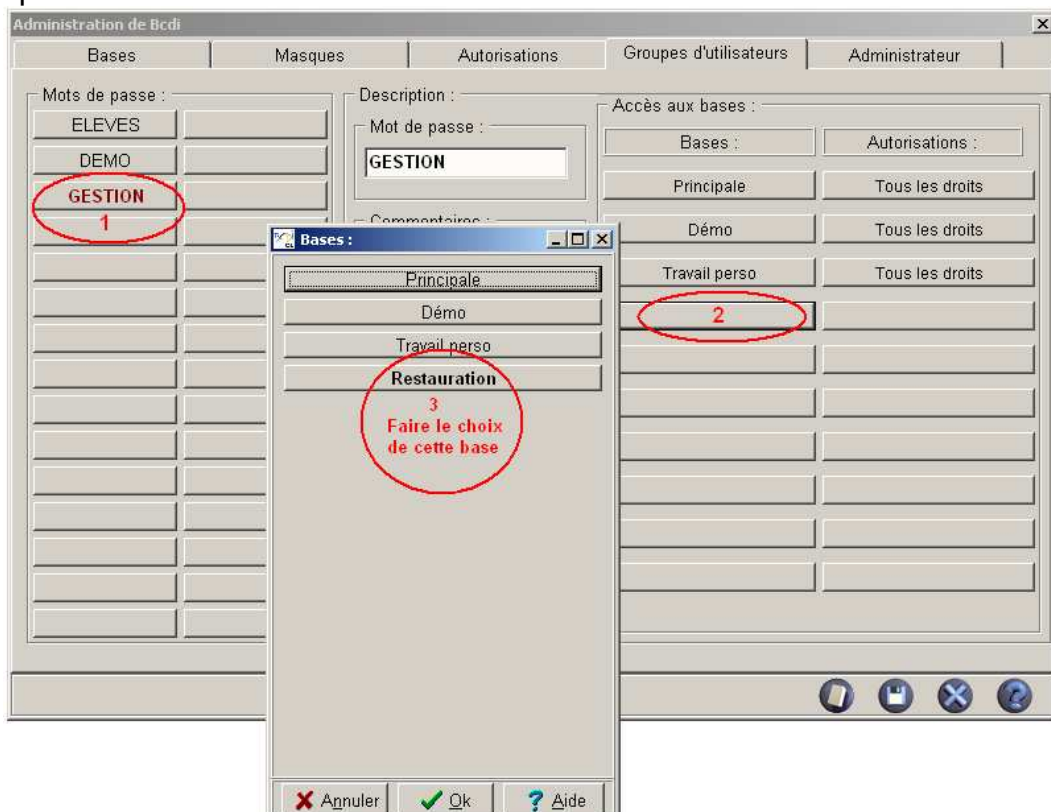 Administration de Bcdi
Bases
Masques
Autorisations
Groupes d'utilisateurs
Administrateur
Mots de passe :
ELEVES
DEMO
GESTION
1
Description :
Mot de passe :
GESTION
Commentaires :
Accès aux bases :
Bases :
Autorisations :
Principale
Tous les droits
Démo
Tous les droits
Travail perso
Tous les droits
2
Bases :
Principale
Démo
Travail perso
Restauration
3
Faire le choix
de cette base
Annuler
Ok
Aide